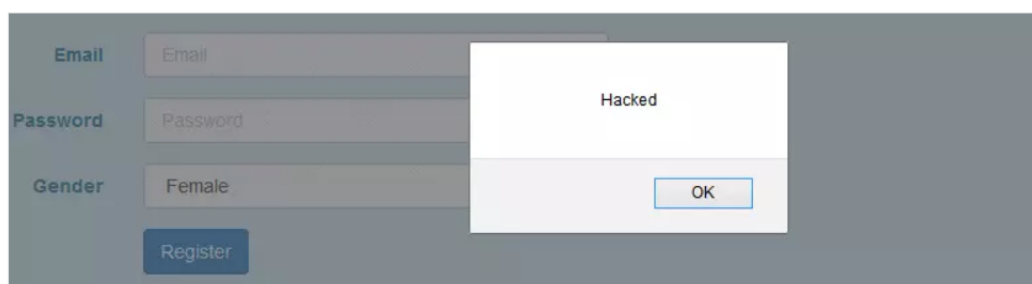 Email
Email
Hacked
Password
Password
Gender
Female
OK
Register